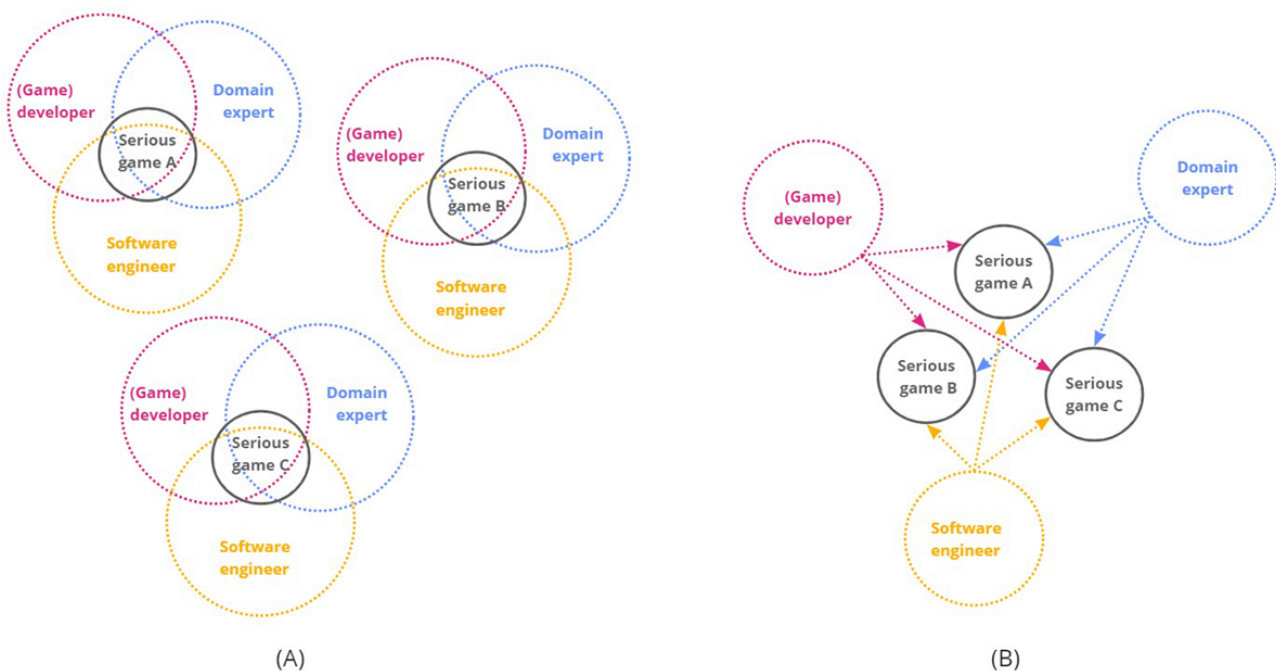 (Game)
developer
Domain
expert
Serious
game A
Software
engineer
(Game)
developer
Domain
expert
Serious
game B
Software
engineer
(Game)
developer
Domain
expert
Serious
game C
Software
engineer
(A)
(Game)
developer
Domain
expert
Serious
game A
Serious
game B
Serious
game C
Software
engineer
(B)